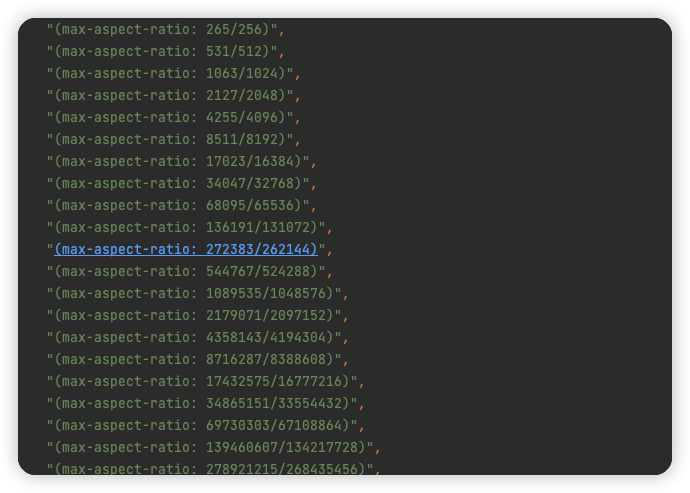 "(max-aspect-ratio: 265/256)",
"(max-aspect-ratio: 531/512)",
"(max-aspect-ratio: 1063/1024)",
"(max-aspect-ratio: 2127/2048)",
"(max-aspect-ratio: 4255/4096)",
"(max-aspect-ratio: 8511/8192)",
"(max-aspect-ratio: 17023/16384)",
"(max-aspect-ratio: 34047/32768)",
"(max-aspect-ratio: 68095/65536)",
"(max-aspect-ratio: 136191/131072)",
"(max-aspect-ratio: 272383/262144)",
"(max-aspect-ratio: 544767/524288)",
"(max-aspect-ratio: 1089535/1048576)",
"(max-aspect-ratio: 2179071/2097152)",
"(max-aspect-ratio: 4358143/4194304)",
"(max-aspect-ratio: 8716287/8388608)",
"(max-aspect-ratio: 17432575/16777216)",
"(max-aspect-ratio: 34865151/33554432)",
"(max-aspect-ratio: 69730303/67108864)",
"(max-aspect-ratio: 139460607/134217728)",
"(max-aspect-ratio: 278921215/268435456)",